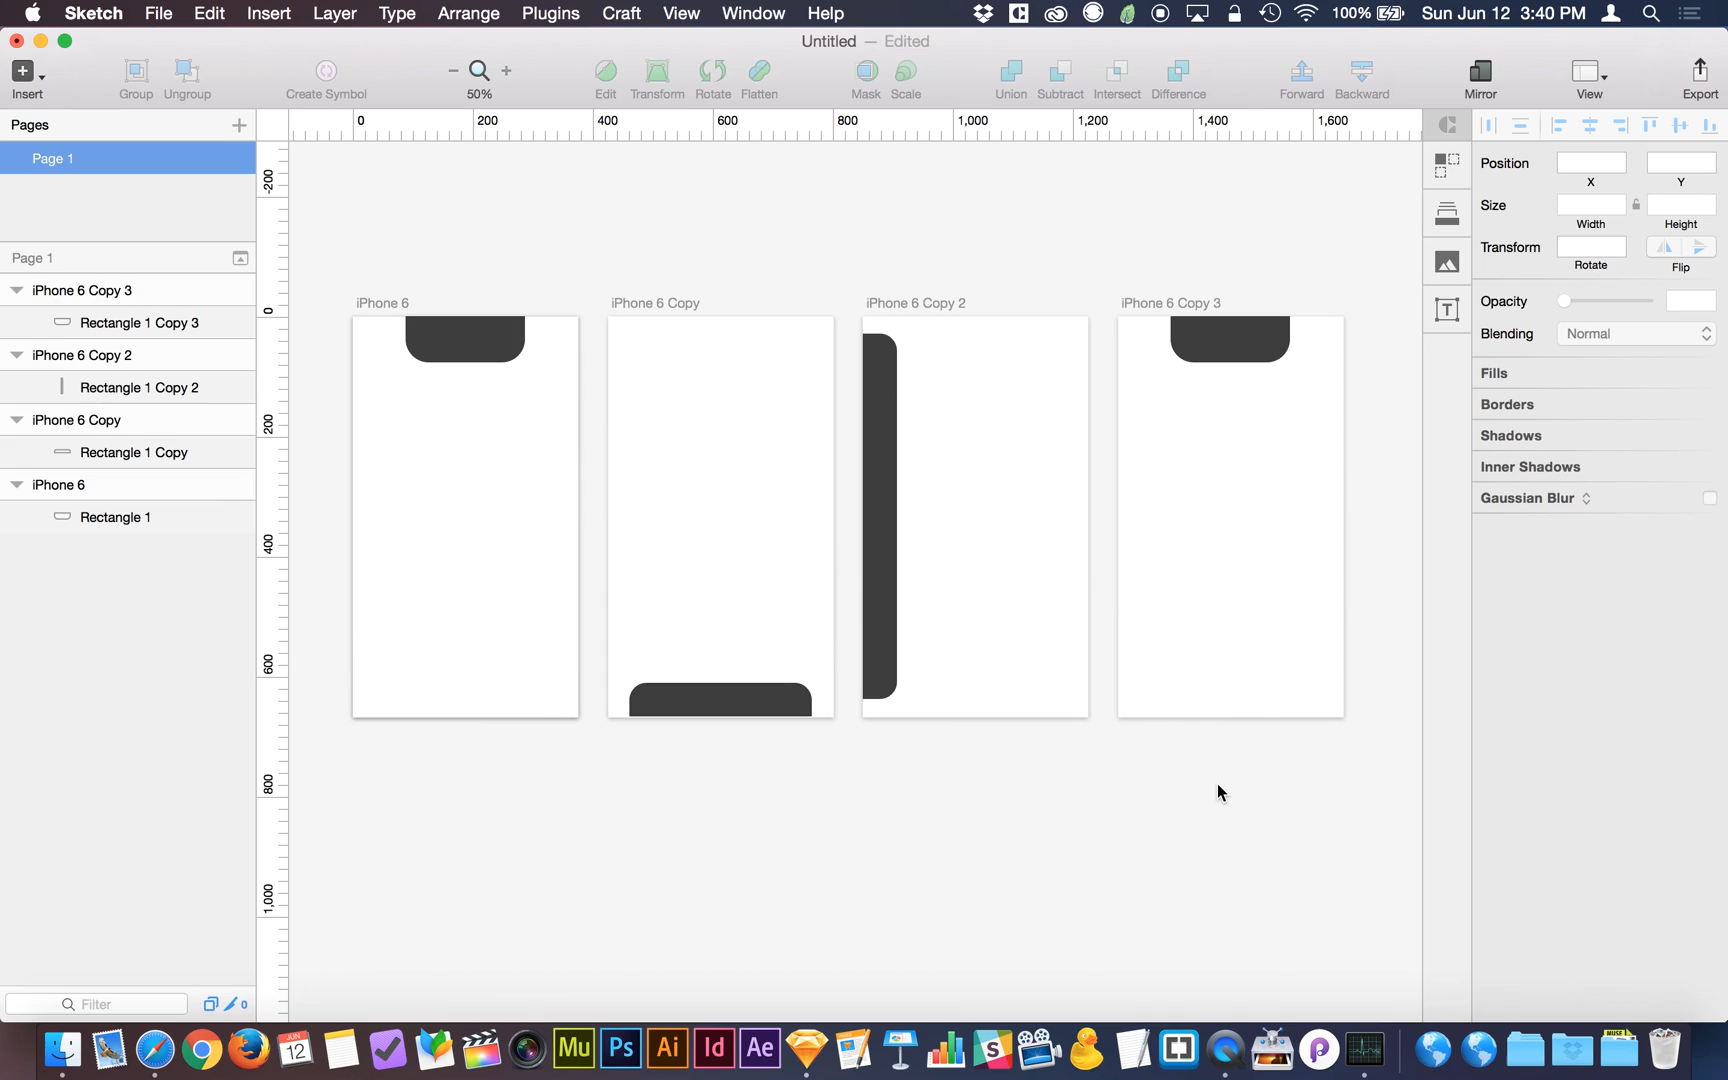 Sketch File Edit Insert Layer Type Arrange Plugins Craft View Window Help 100% Sun Jun 12 3:40 PM
Untitled — Edited
Insert Group Ungroup Create Symbol 50% Edit Transform Rotate Flatten Mask Scale Union Subtract Intersect Difference Forward Backward Mirror View Export
Pages
Page 1
Page 1
iPhone 6 Copy 3
Rectangle 1 Copy 3
iPhone 6 Copy 2
Rectangle 1 Copy 2
iPhone 6 Copy
Rectangle 1 Copy
iPhone 6
Rectangle 1
Filter
0
0 200 400 600 800 1,000 1,200 1,400 1,600
-200
0
200
400
600
800
1,000
iPhone 6 iPhone 6 Copy iPhone 6 Copy 2 iPhone 6 Copy 3
T
Position
X Y
Size
Width Height
Transform
Rotate Flip
Opacity
Blending Normal
Fills
Borders
Shadows
Inner Shadows
Gaussian Blur
JUN
12
Mu Ps Ai Id Ae
S
P
MUSE